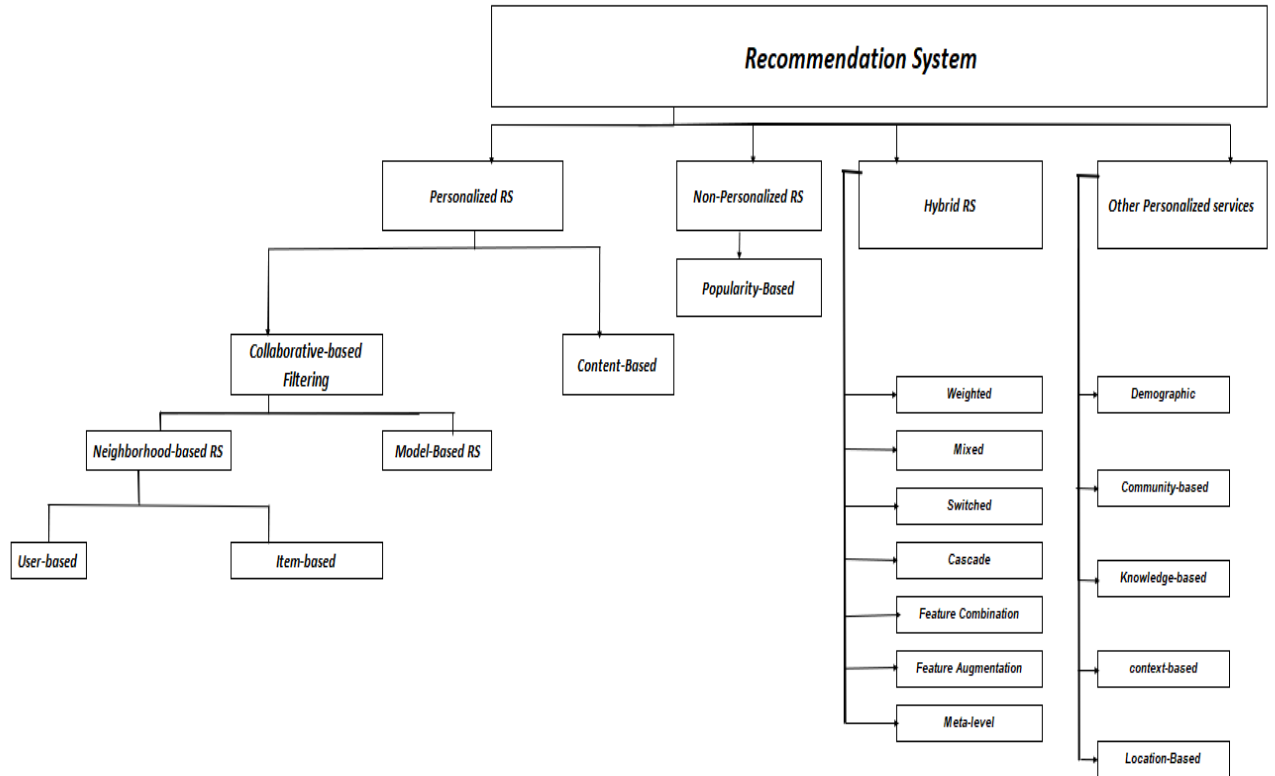 Recommendation System
Personalized RS
Non-Personalized RS
Hybrid RS
Other Personalized services
Popularity-Based
Collaborative-based
Filtering
Content-Based
Neighborhood-based RS
Model-Based RS
User-based
Item-based
Weighted
Mixed
Switched
Cascade
Feature Combination
Feature Augmentation
Meta-level
Demographic
Community-based
Knowledge-based
context-based
Location-Based